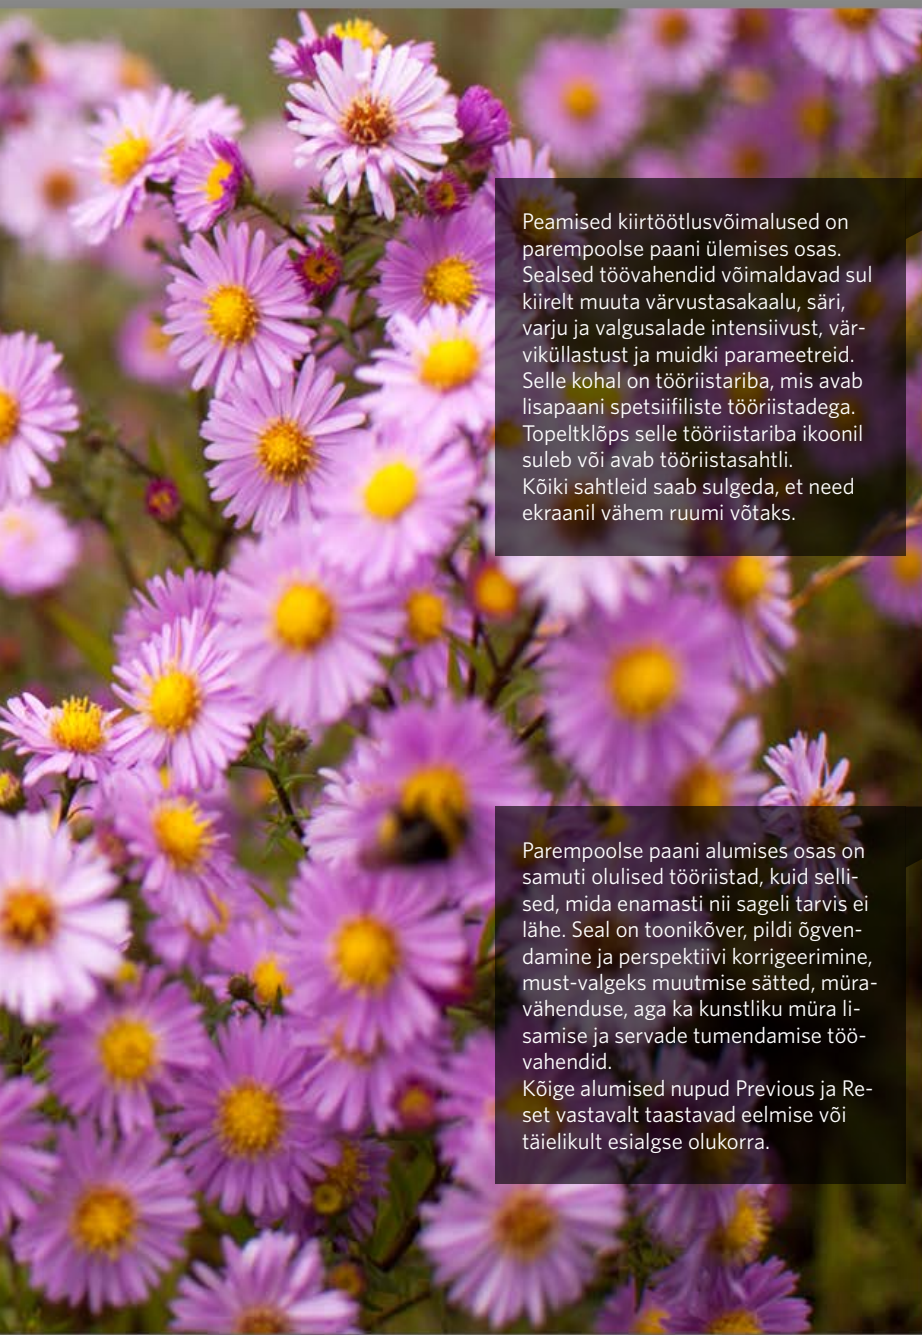 Peamised kiirtöötlusvõimalused on
parempoolse paani ülemises osas.
Sealsed töövahendid võimaldavad sul
kiirelt muuta värvustasakaalu, säri,
varju ja valgusalade intensiivust, vär-
viküllastust ja muidki parameetreid.
Selle kohal on tööriistariba, mis avab
lisapaani spetsiifiliste tööriistadega.
Topeltklõps selle tööriistariba ikoonil
suleb või avab tööriistasahtli.
Kõiki sahtleid saab sulgeda, et need
ekraanil vähem ruumi võtaks.
Parempoolse paani alumises osas on
samuti olulised tööriistad, kuid selli-
sed, mida enamasti nii sageli tarvis ei
lähe. Seal on toonikõver, pildi õgven-
damine ja perspektiivi korrigeerimine,
must-valgeks muutmise sätted, müra-
vähenduse, aga ka kunstliku müra li-
samise ja servade tumendamise töö-
vahendid.
Kõige alumised nupud Previous ja Re-
set vastavalt taastavad eelmise või
täielikult esialgse olukorra.